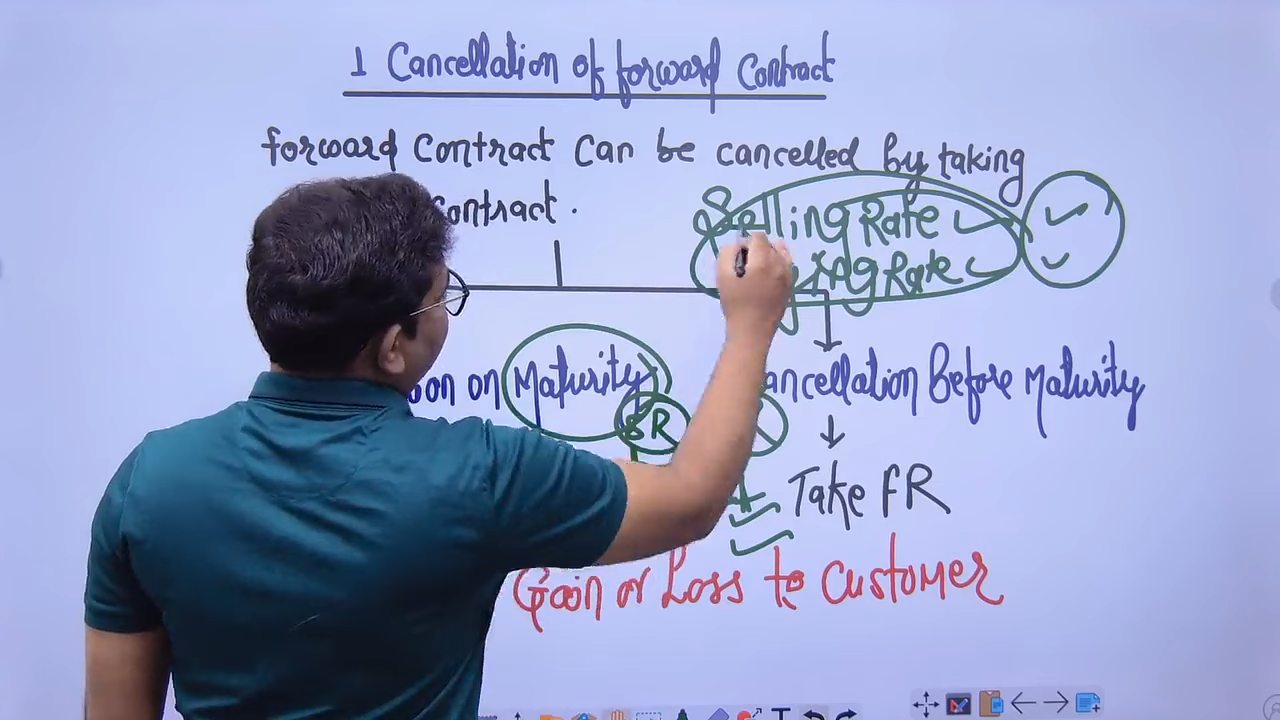 1 Cancellation of forward Contract
forward Contract Can be cancelled by taking
Contract .
Selling Rate
Rate
on Maturity
Cancellation Before Maturity
SR
Take FR
Gain or Loss to Customer